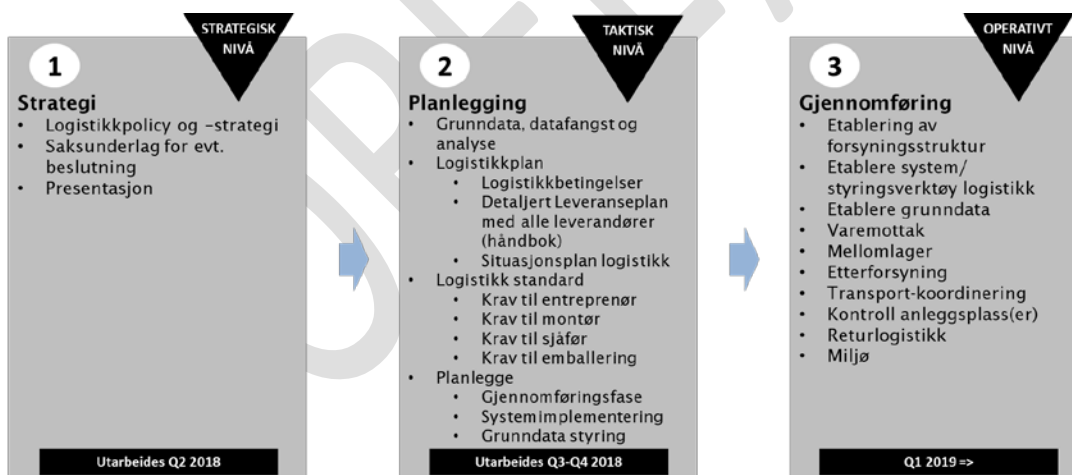 STRATEGISK
NIVÅ
1
Strategi
• Logistikkpolicy og –strategi
• Saksunderlag for evt.
beslutning
• Presentasjon
Utarbeides Q2 2018
TAKTISK
NIVÅ
2
Planlegging
• Grunndata, datafangst og
analyse
• Logistikkplan
• Logistikkbetingelser
• Detaljert Leveranseplan
med alle leverandører
(håndbok)
• Situasjonsplan logistikk
• Logistikk standard
• Krav til entreprenør
• Krav til montør
• Krav til sjåfør
• Krav til emballering
• Planlegge
• Gjennomføringsfase
• Systemimplementering
• Grunndata styring
Utarbeides Q3-Q4 2018
OPERATIVT
NIVÅ
3
Gjennomføring
• Etablering av
forsyningsstruktur
• Etablere system/
styringsverktøy logistikk
• Etablere grunndata
• Varemottak
• Mellomlager
• Etterforsyning
• Transport-koordinering
• Kontroll anleggsplass(er)
• Returlogistikk
• Miljø
Q1 2019 =>